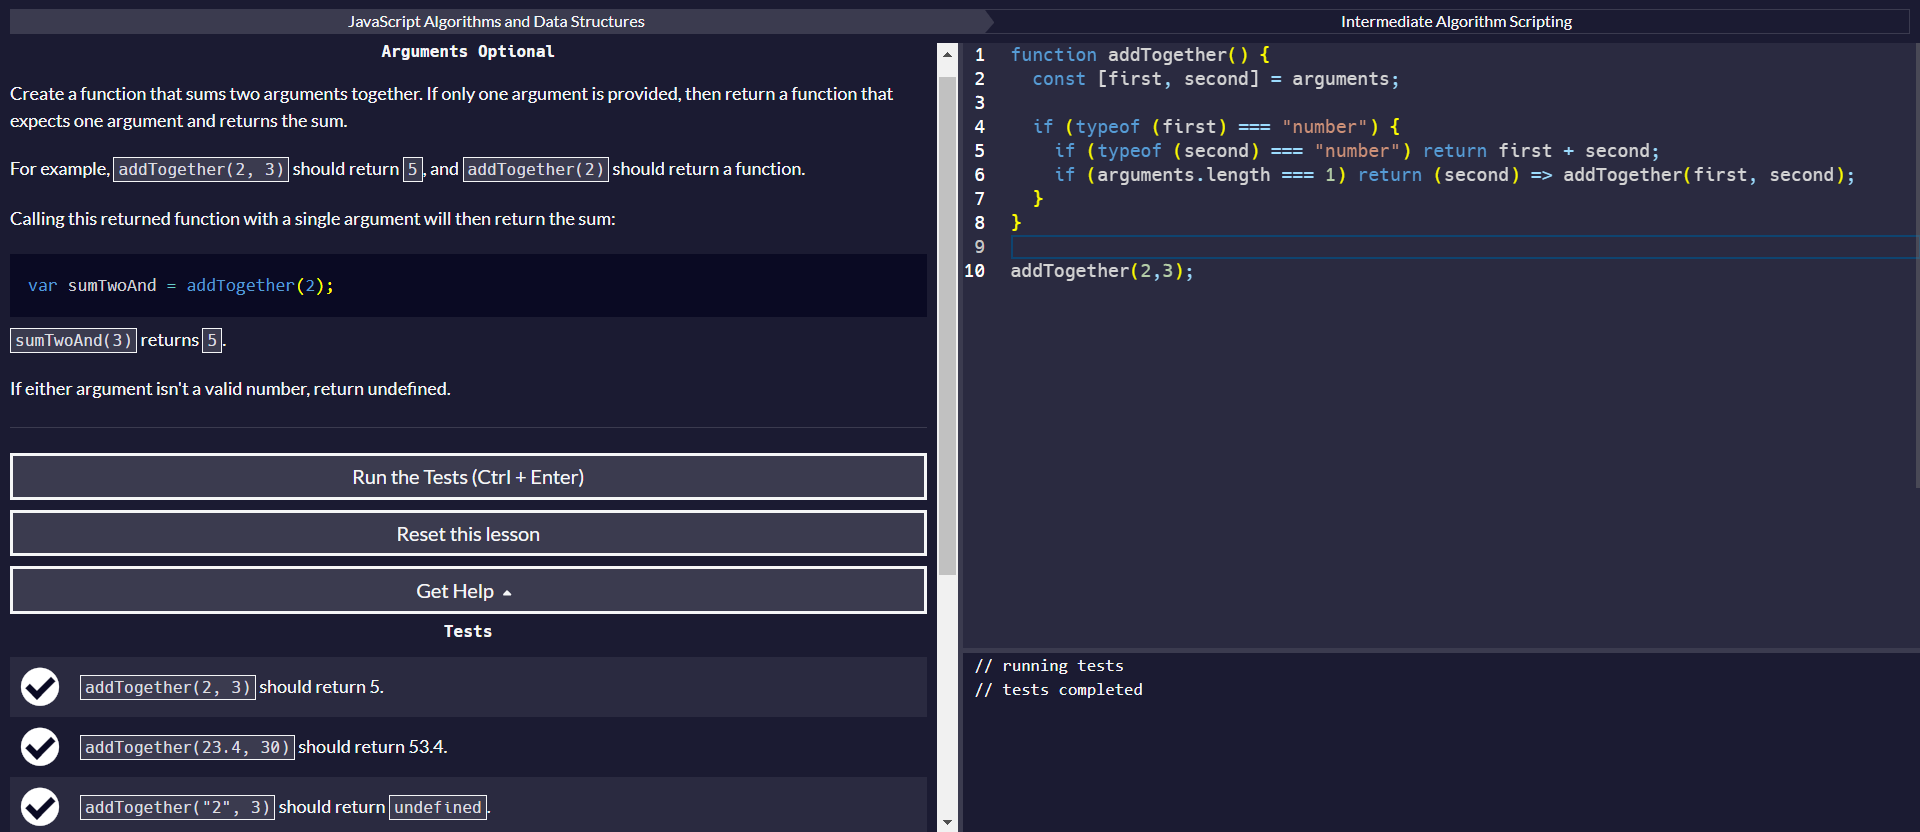 JavaScript Algorithms and Data Structures
Intermediate Algorithm Scripting
Arguments Optional
Create a function that sums two arguments together. If only one argument is provided, then return a function that
expects one argument and returns the sum.
For example, addTogether(2, 3) should return 5, and addTogether(2) should return a function.
Calling this returned function with a single argument will then return the sum:
var sumTwoAnd = addTogether(2);
sumTwoAnd(3) returns 5.
If either argument isn't a valid number, return undefined.
Run the Tests (Ctrl + Enter)
Reset this lesson
Get Help
Tests
addTogether(2, 3) should return 5.
addTogether(23.4, 30) should return 53.4.
addTogether("2", 3) should return undefined.
1 function addTogether() {
2 const [first, second] = arguments;
3
4 if (typeof (first) === "number") {
5 if (typeof (second) === "number") return first + second;
6 if (arguments.length === 1) return (second) => addTogether(first, second);
7 }
8 }
9
10 addTogether(2,3);
// running tests
// tests completed